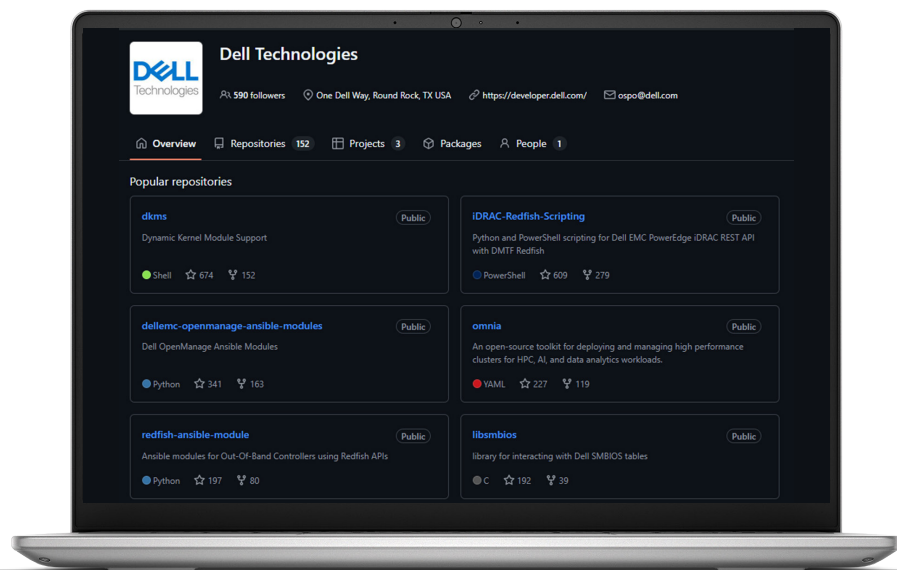 Dell Technologies
DELL
Technologies
590 followers One Dell Way, Round Rock, TX USA https://developer.dell.com/ ospo@dell.com
Overview Repositories 152 Projects 3 Packages People 1
Popular repositories
dkms Public
Dynamic Kernel Module Support
Shell 674 152
iDRAC-Redfish-Scripting Public
Python and PowerShell scripting for Dell EMC PowerEdge iDRAC REST API
with DMTF Redfish
PowerShell 609 279
dellemc-openmanage-ansible-modules Public
Dell OpenManage Ansible Modules
Python 341 163
omnia Public
An open-source toolkit for deploying and managing high performance
clusters for HPC, AI, and data analytics workloads.
YAML 227 119
redfish-ansible-module Public
Ansible modules for Out-Of-Band Controllers using Redfish APIs
Python 197 80
libsmbios Public
library for interacting with Dell SMBIOS tables
C 192 39